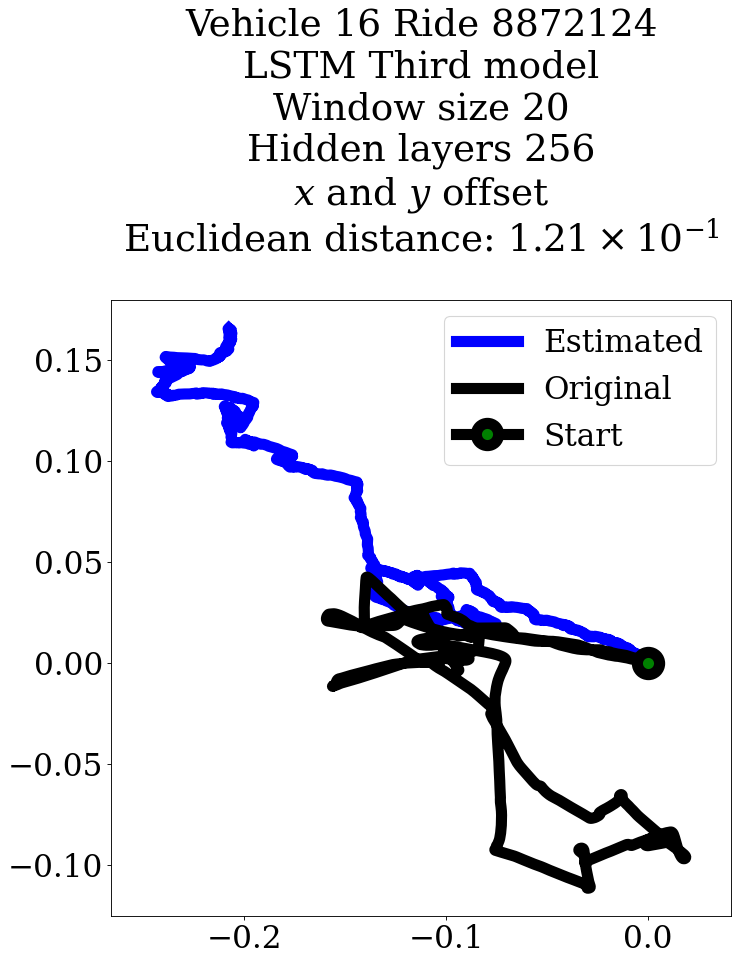 Vehicle 16 Ride 8872124
LSTM Third model
Window size 20
Hidden layers 256
x and y offset
Euclidean distance: 1.21 × 10⁻¹
Estimated
Original
Start
0.15
0.10
0.05
0.00
−0.05
−0.10
−0.2
−0.1
0.0